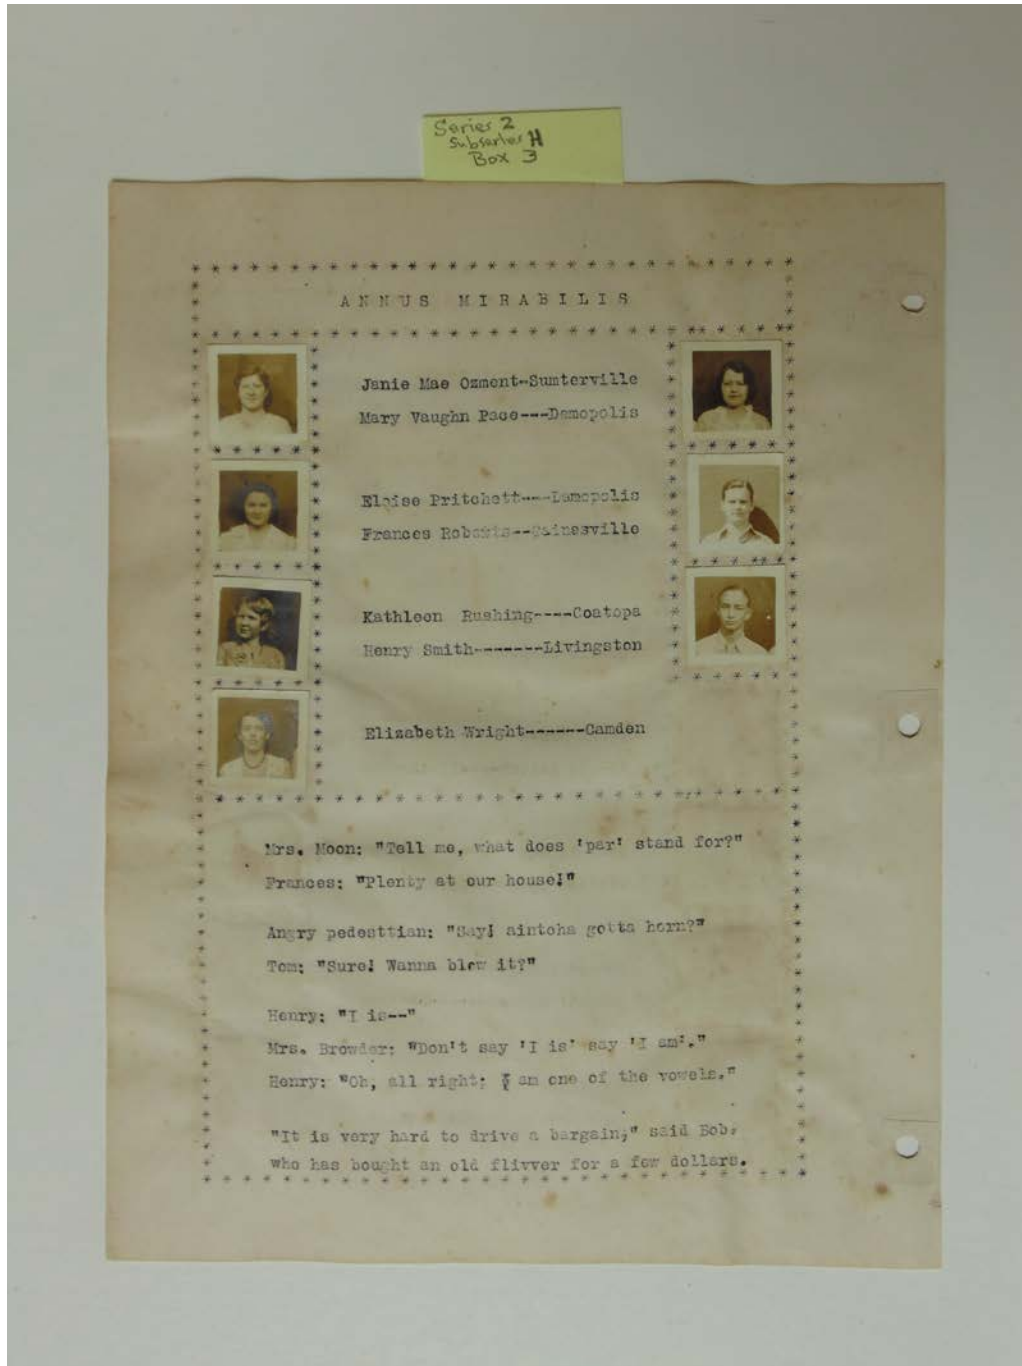 Series 2
Subseries H
Box 3
ANNUS MIRABILIS
Janie Mae Ozment--Sumterville
Mary Vaughn Pace---Demopolis
Eloise Pritchett----Demopolis
Frances Roberts--Gainesville
Kathleen Rushing----Coatopa
Henry Smith-------Livingston
Elizabeth Wright------Camden
Mrs. Moon: "Tell me, what does 'par' stand for?"
Frances: "Plenty at our house!"
Angry pedesttian: "Say! aintcha gotta horn?"
Tom: "Sure! Wanna blow it?"
Henry: "I is--"
Mrs. Browder: "Don't say 'I is' say 'I am'."
Henry: "Oh, all right; I am one of the vowels."
"It is very hard to drive a bargain," said Bob,
who has bought an old flivver for a few dollars.